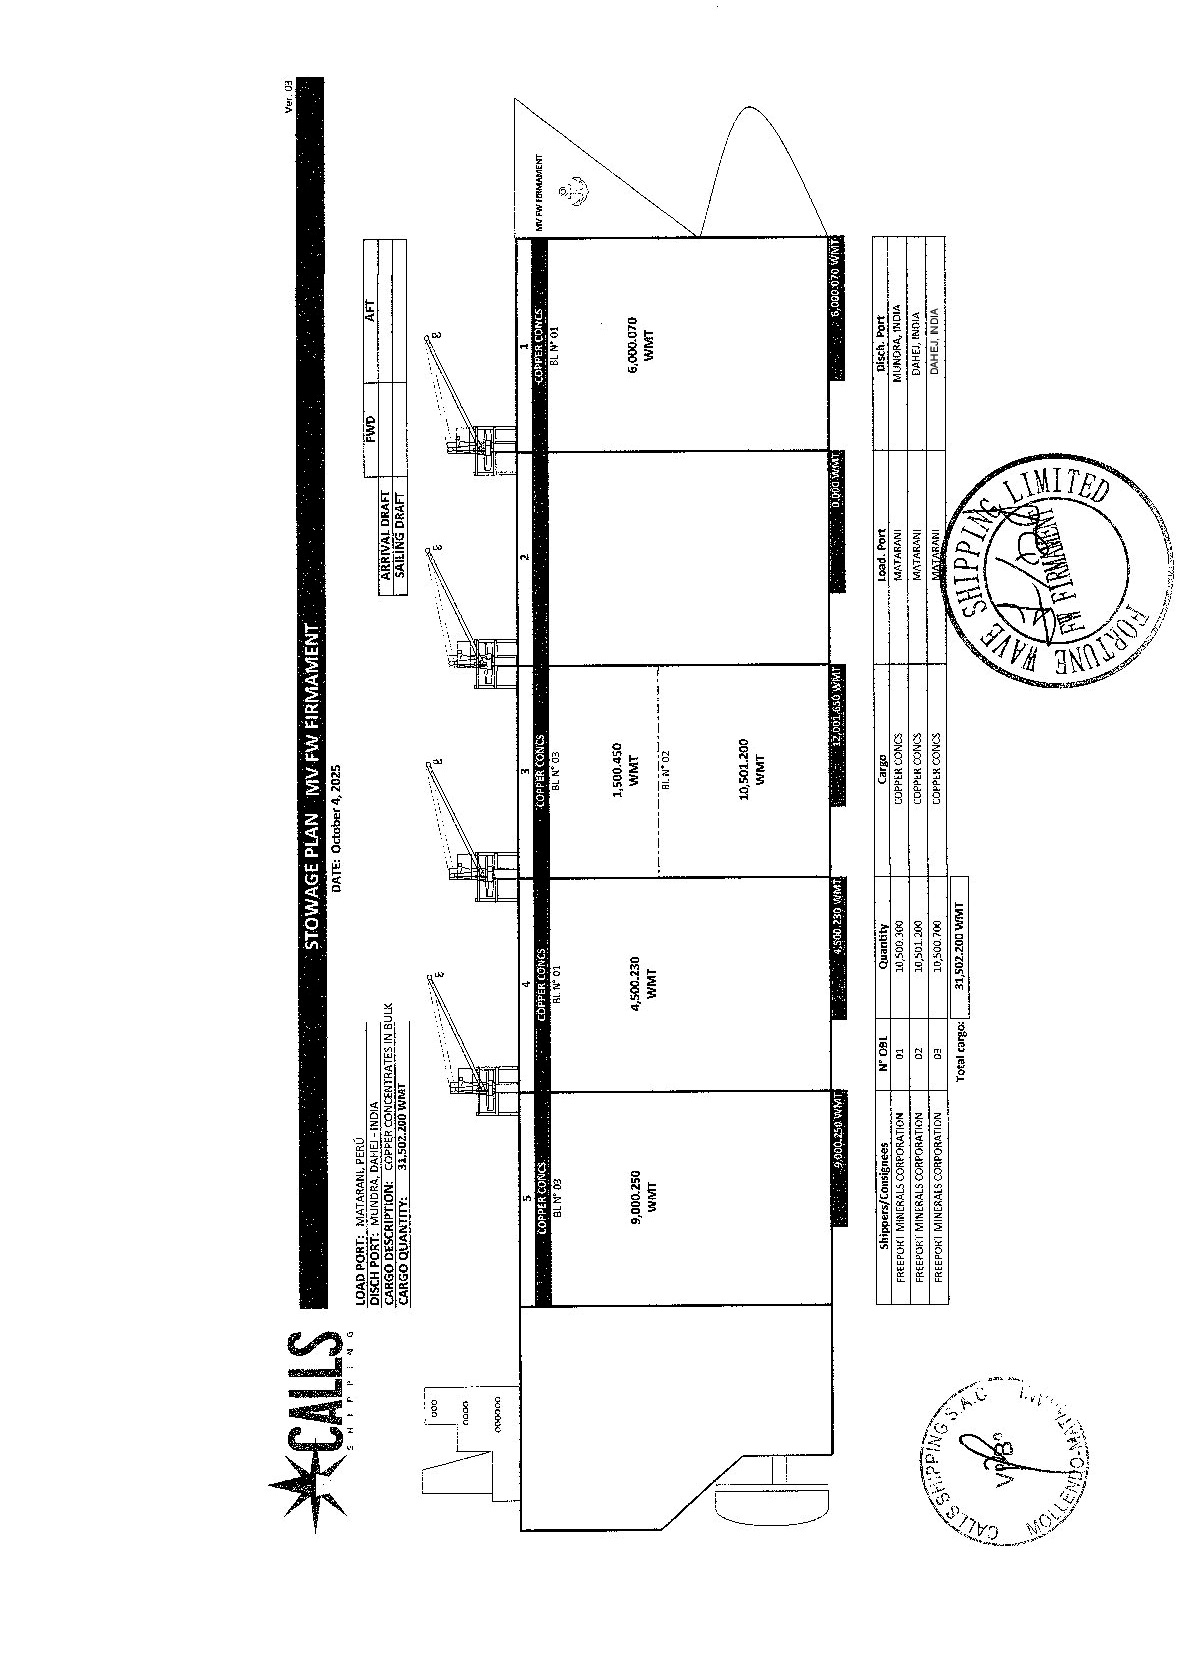 Ver. 03
CALLS
SHIPPING
STOWAGE PLAN MV FW FIRMAMENT
DATE: October 4, 2025
LOAD PORT: MATARANI, PERÚ
DISCH PORT: MUNDRA, DAHEJ - INDIA
CARGO DESCRIPTION: COPPER CONCENTRATES IN BULK
CARGO QUANTITY: 31,502.200 WMT
FWD AFT
ARRIVAL DRAFT
SAILING DRAFT
MV FW FIRMAMENT
5 4 3 2 1
COPPER CONCS COPPER CONCS COPPER CONCS COPPER CONCS
BL N° 03 BL N° 01 BL N° 03 BL N° 01
9,000.250 WMT
4,500.230 WMT
1,500.450 WMT
BL N° 02
10,501.200 WMT
6,000.070 WMT
9,000.250 WMT 4,500.230 WMT 12,001.650 WMT 0.000 WMT 6,000.070 WMT
Shippers/Consignees N° OBL Quantity Cargo Load. Port Disch. Port
FREEPORT MINERALS CORPORATION 01 10,500.300 COPPER CONCS MATARANI MUNDRA, INDIA
FREEPORT MINERALS CORPORATION 02 10,501.200 COPPER CONCS MATARANI DAHEJ, INDIA
FREEPORT MINERALS CORPORATION 03 10,500.700 COPPER CONCS MATARANI DAHEJ, INDIA
Total cargo: 31,502.200 WMT
CALLS SHIPPING S.A.C
VºBº
FORTUNE WAVE SHIPPING LIMITED
FW FIRMAMENT